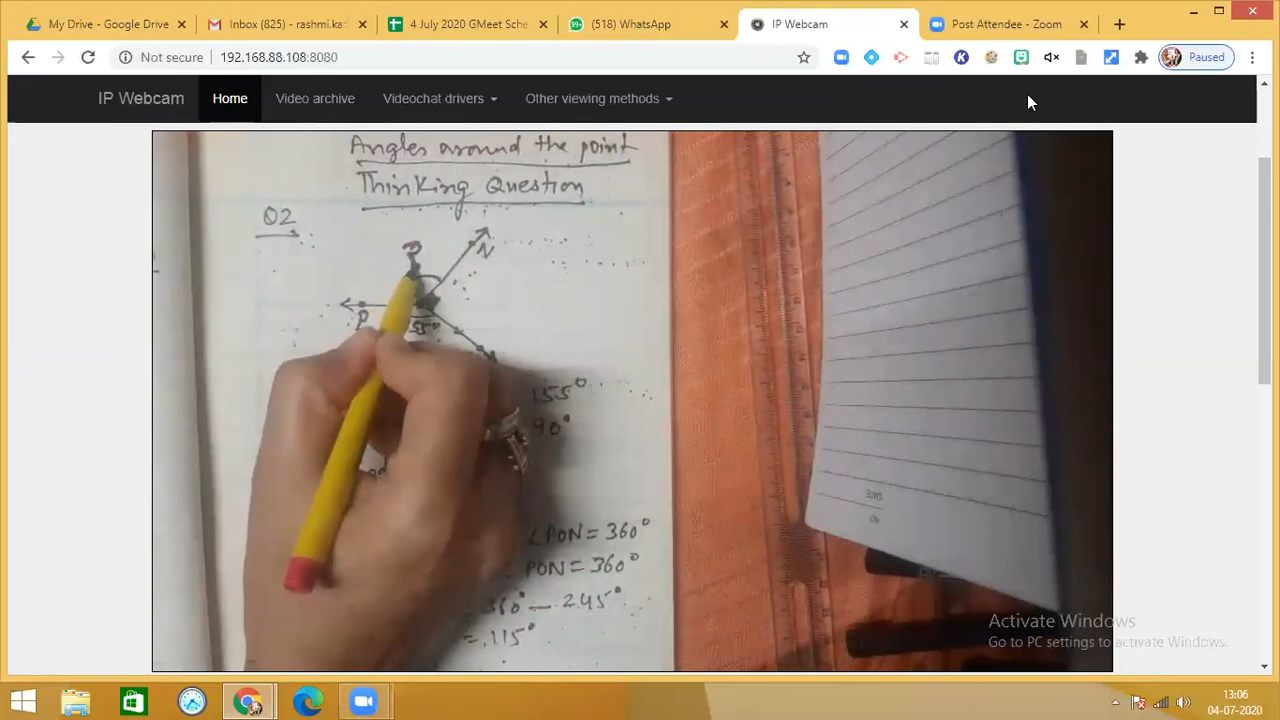 My Drive - Google Drive
Inbox (825) - rashmi.ka
4 July 2020 GMeet Sche
(518) WhatsApp
IP Webcam
Post Attendee - Zoom
Not secure
192.168.88.108:8080
Paused
IP Webcam
Home
Video archive
Videochat drivers
Other viewing methods
Angles around the point
Thinking Question
Q2
N
P
55°
155°
90°
∠PON = 360°
PON = 360°
360° — 245°
= 115°
Activate Windows
Go to PC settings to activate Windows.
13:06
04-07-2020